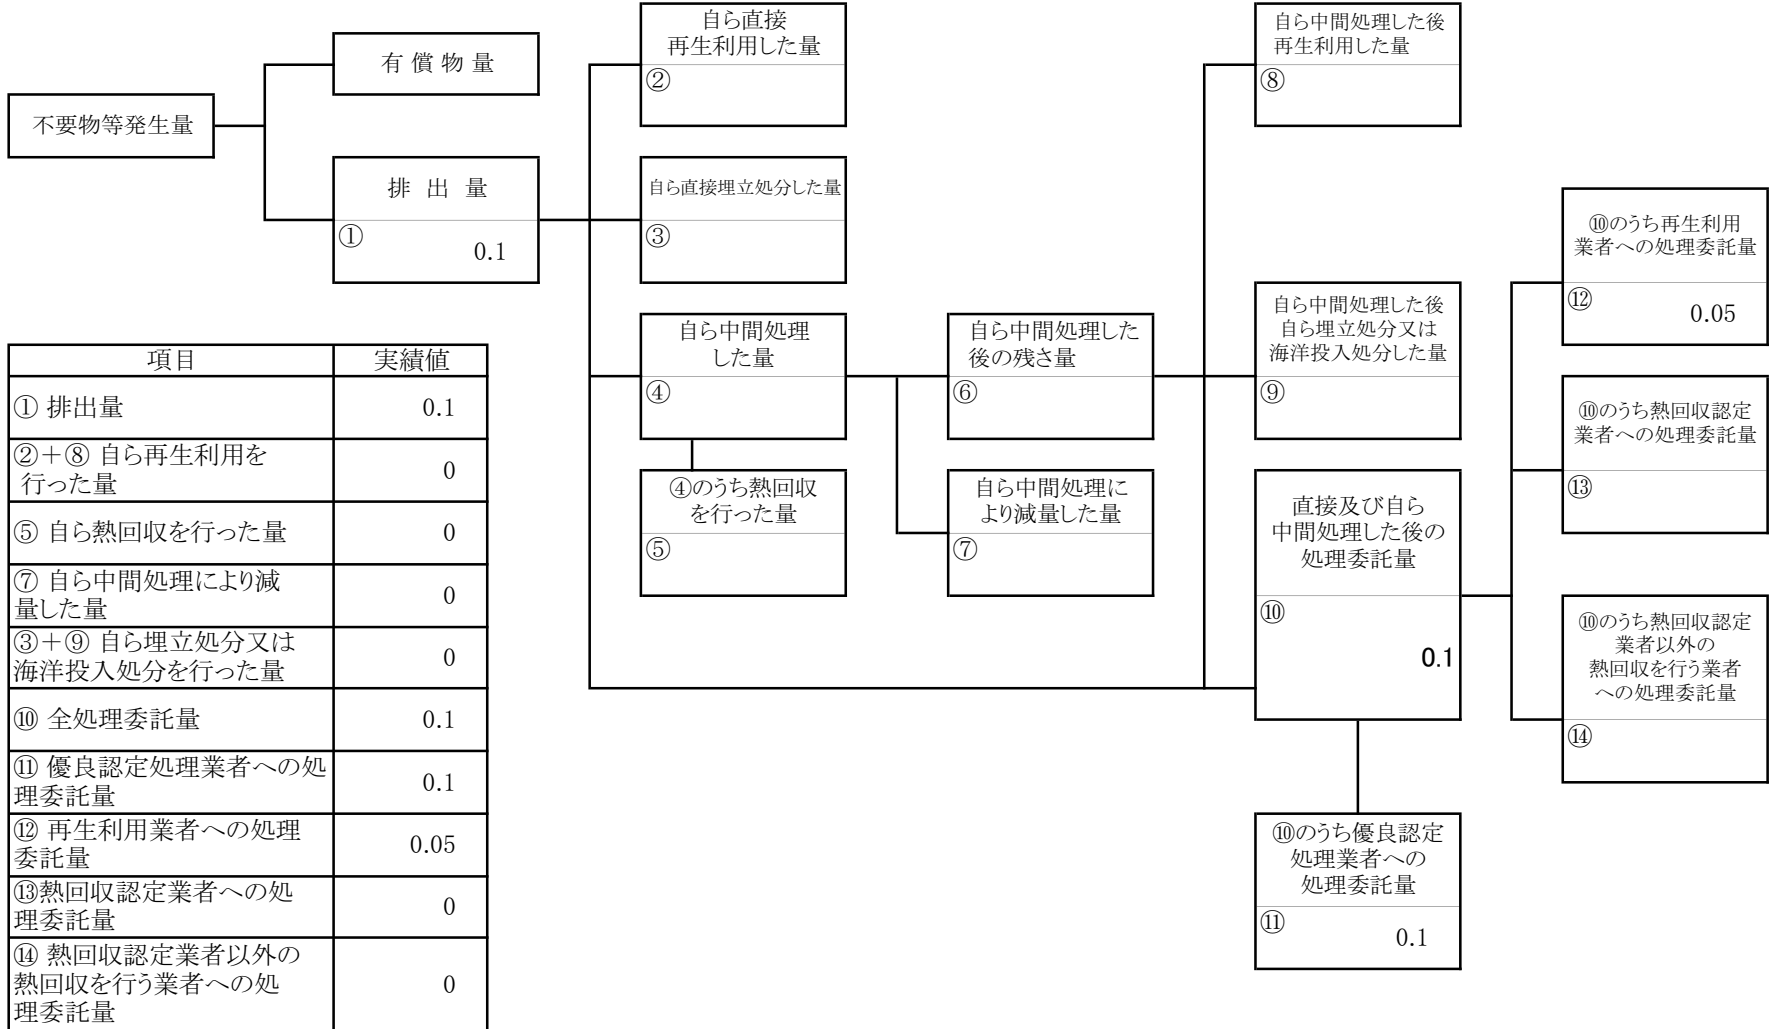 不要物等発生量
有 償 物 量
排 出 量
①
0.1
自ら直接
再生利用した量
②
自ら直接埋立処分した量
③
自ら中間処理
した量
④
④のうち熱回収
を行った量
⑤
自ら中間処理した
後の残さ量
⑥
自ら中間処理に
より減量した量
⑦
自ら中間処理した後
再生利用した量
⑧
自ら中間処理した後
自ら埋立処分又は
海洋投入処分した量
⑨
直接及び自ら
中間処理した後の
処理委託量
⑩
0.1
⑩のうち優良認定
処理業者への
処理委託量
⑪
0.1
⑩のうち再生利用
業者への処理委託量
⑫
0.05
⑩のうち熱回収認定
業者への処理委託量
⑬
⑩のうち熱回収認定
業者以外の
熱回収を行う業者
への処理委託量
⑭
項目 実績値
① 排出量 0.1
②＋⑧ 自ら再生利用を
行った量 0
⑤ 自ら熱回収を行った量 0
⑦ 自ら中間処理により減
量した量 0
③＋⑨ 自ら埋立処分又は
海洋投入処分を行った量 0
⑩ 全処理委託量 0.1
⑪ 優良認定処理業者への処
理委託量 0.1
⑫ 再生利用業者への処理
委託量 0.05
⑬熱回収認定業者への処
理委託量 0
⑭ 熱回収認定業者以外の
熱回収を行う業者への処
理委託量 0